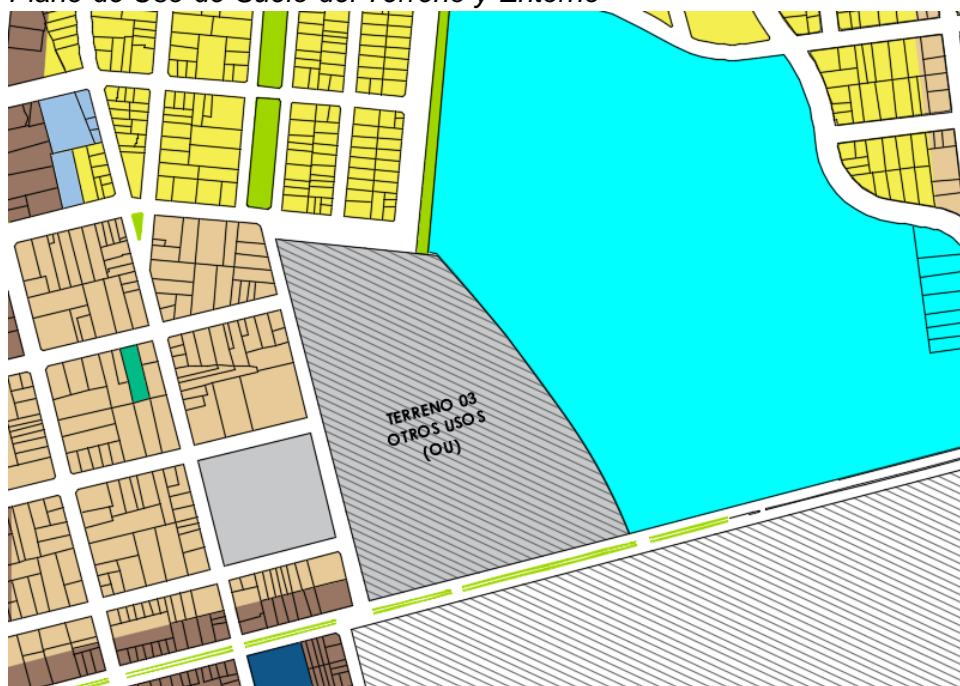 Plano de Uso de Suelo del Terreno y Entorno
TERRENO 03
OTROS USOS
(OU)